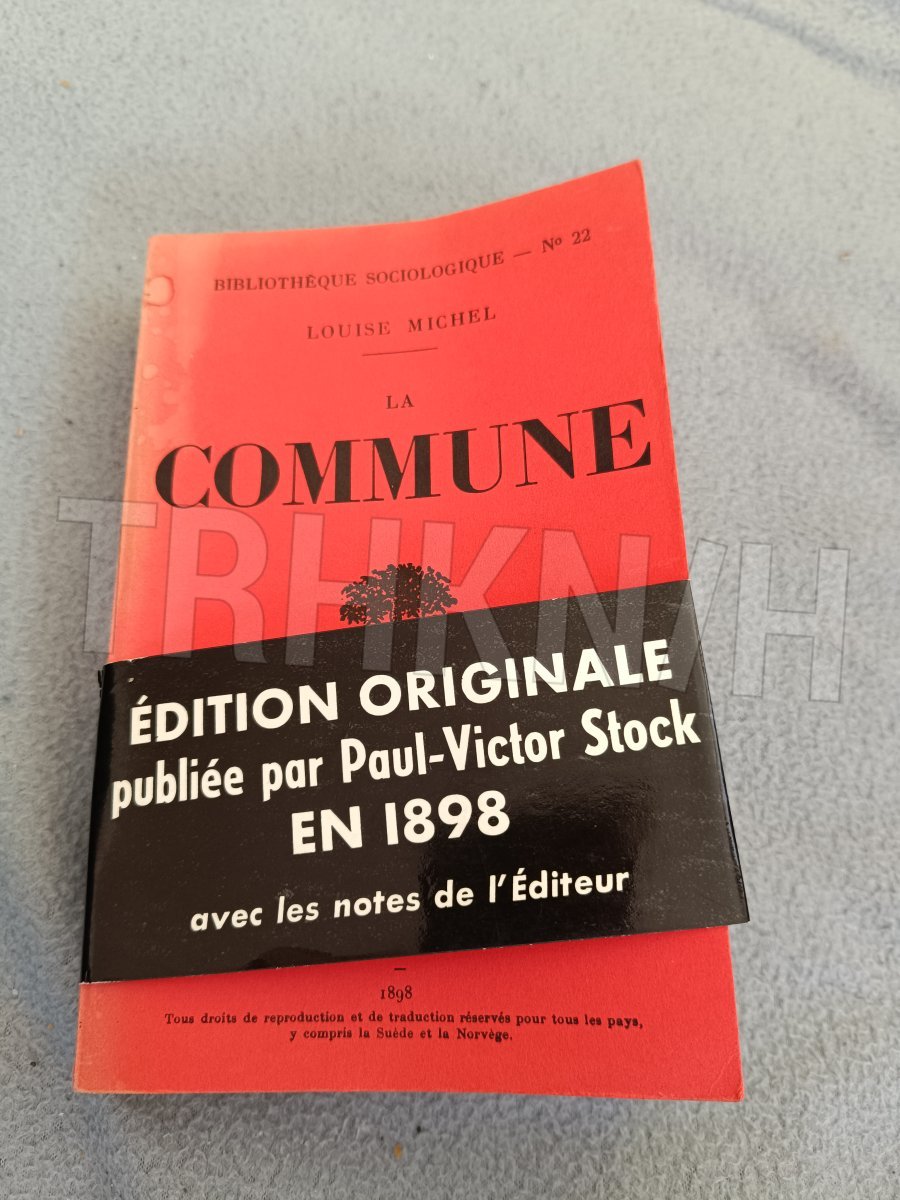 BIBLIOTHÈQUE SOCIOLOGIQUE — No 22
LOUISE MICHEL
LA
COMMUNE
TRHKN/H
ÉDITION ORIGINALE
publiée par Paul-Victor Stock
EN 1898
avec les notes de l'Éditeur
1898
Tous droits de reproduction et de traduction réservés pour tous les pays,
y compris la Suède et la Norvège.